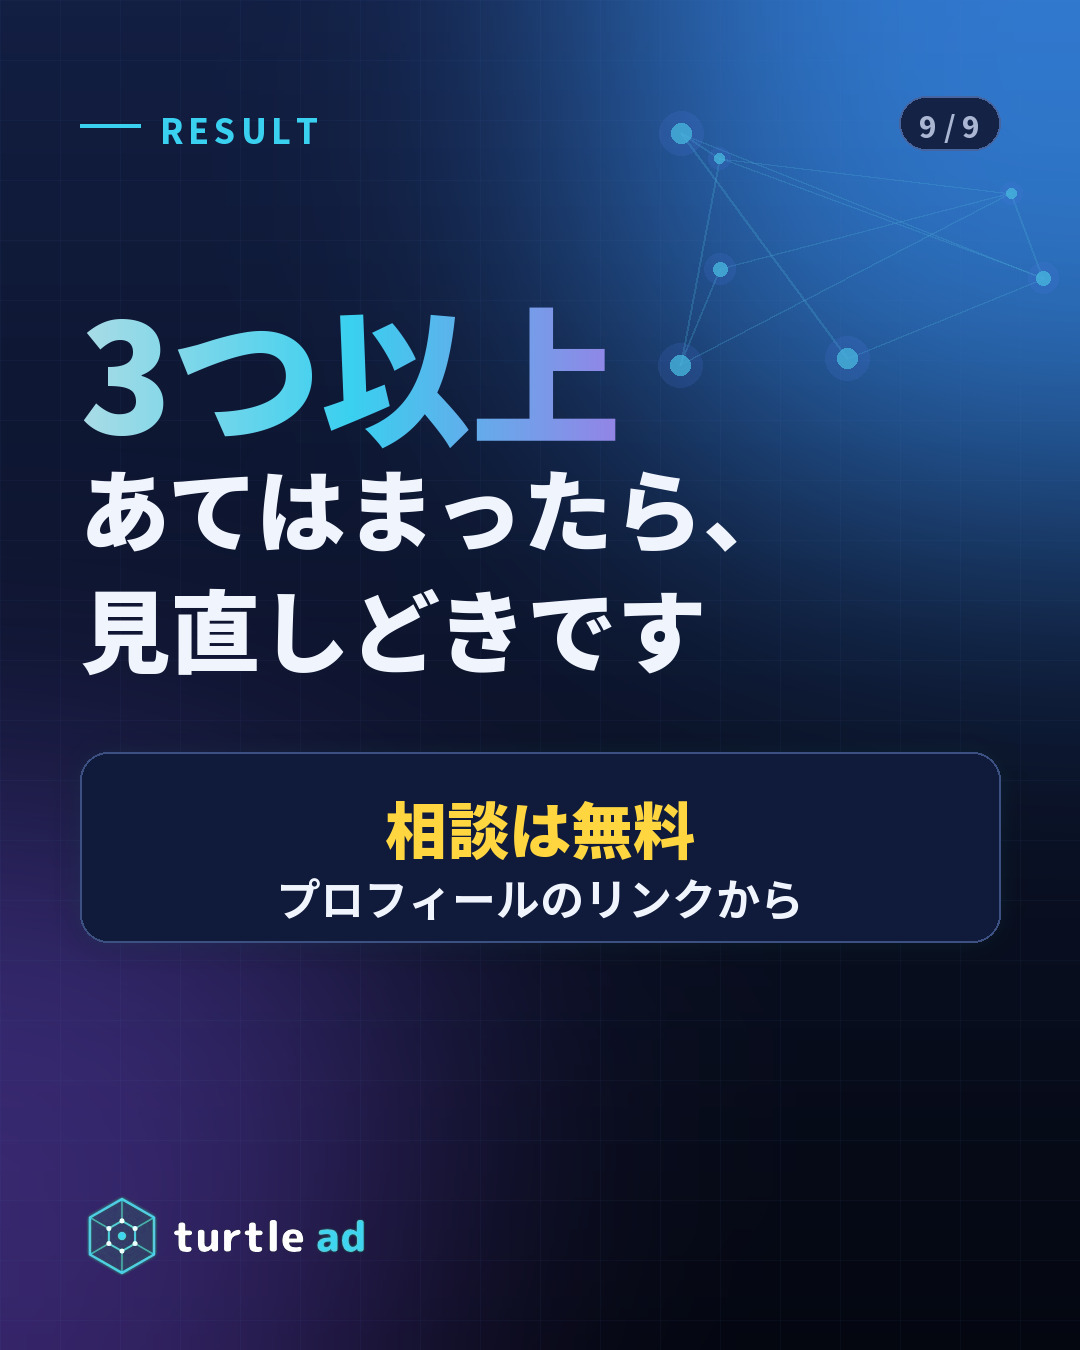 RESULT
9 / 9
3つ以上
あてはまったら、
見直しどきです
相談は無料
プロフィールのリンクから
turtle ad